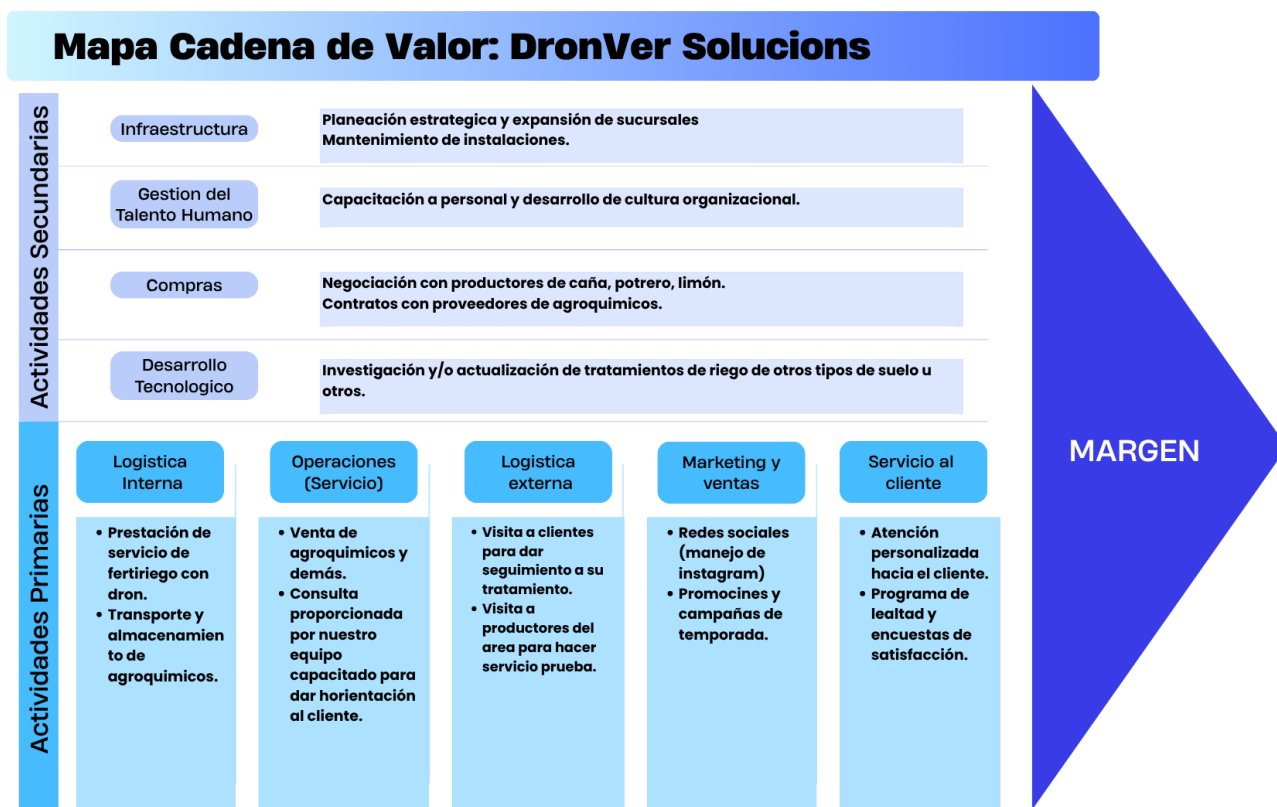 Mapa Cadena de Valor: DronVer Solucions
Actividades Secundarias
Infraestructura
Planeación estrategica y expansión de sucursales
Mantenimiento de instalaciones.
Gestion del
Talento Humano
Capacitación a personal y desarrollo de cultura organizacional.
Compras
Negociación con productores de caña, potrero, limón.
Contratos con proveedores de agroquimicos.
Desarrollo
Tecnologico
Investigación y/o actualización de tratamientos de riego de otros tipos de suelo u
otros.
MARGEN
Actividades Primarias
Logistica
Interna
• Prestación de
servicio de
fertiriego con
dron.
• Transporte y
almacenamien
to de
agroquimicos.
Operaciones
(Servicio)
• Venta de
agroquimicos y
demás.
• Consulta
proporcionada
por nuestro
equipo
capacitado para
dar horientación
al cliente.
Logistica
externa
• Visita a clientes
para dar
seguimiento a su
tratamiento.
• Visita a
productores del
area para hacer
servicio prueba.
Marketing y
ventas
• Redes sociales
(manejo de
instagram)
• Promocines y
campañas de
temporada.
Servicio al
cliente
• Atención
personalizada
hacia el cliente.
• Programa de
lealtad y
encuestas de
satisfacción.